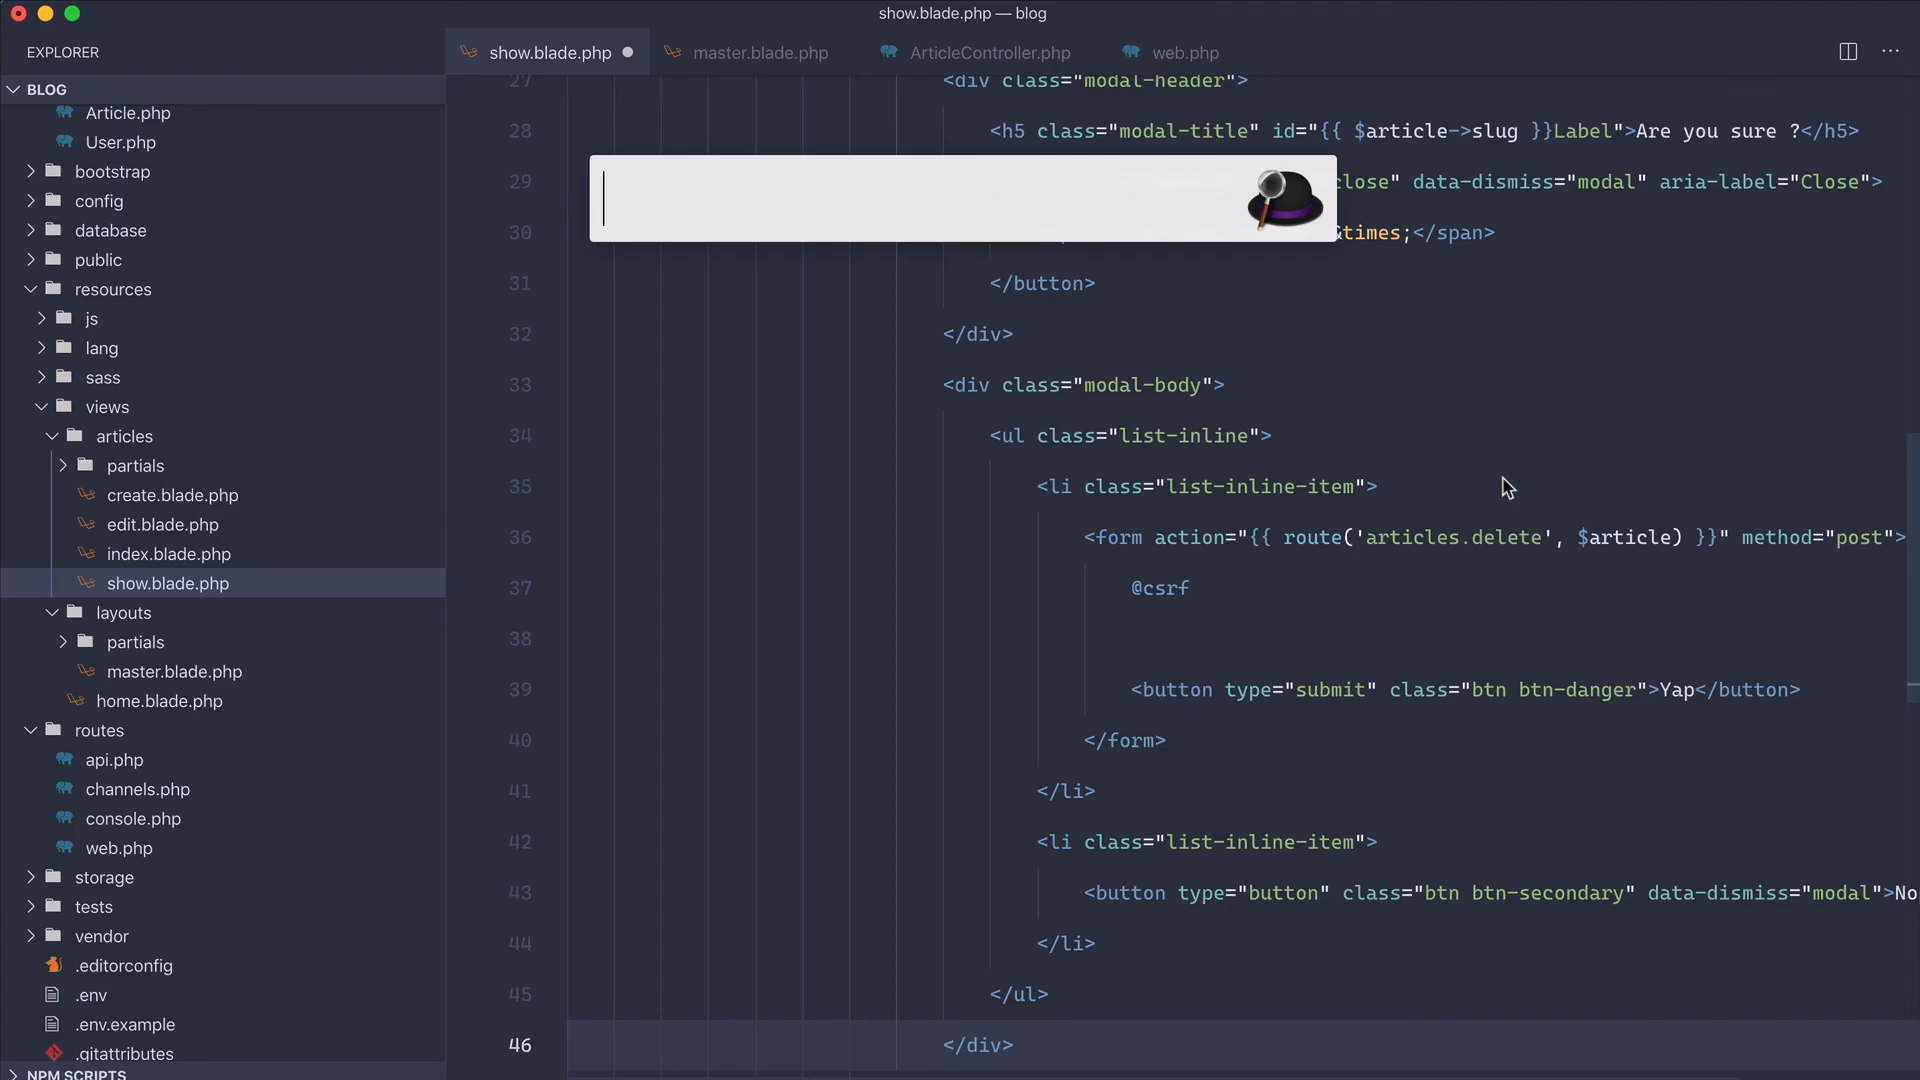 show.blade.php — blog
EXPLORER
show.blade.php
master.blade.php
ArticleController.php
web.php
BLOG
Article.php
User.php
bootstrap
config
database
public
resources
js
lang
sass
views
articles
partials
create.blade.php
edit.blade.php
index.blade.php
show.blade.php
layouts
partials
master.blade.php
home.blade.php
routes
api.php
channels.php
console.php
web.php
storage
tests
vendor
.editorconfig
.env
.env.example
.gitattributes
NPM SCRIPTS
27 <div class="modal-header">
28 <h5 class="modal-title" id="{{ $article->slug }}Label">Are you sure ?</h5>
29 close" data-dismiss="modal" aria-label="Close">
30 &times;</span>
31 </button>
32 </div>
33 <div class="modal-body">
34 <ul class="list-inline">
35 <li class="list-inline-item">
36 <form action="{{ route('articles.delete', $article) }}" method="post">
37 @csrf
38
39 <button type="submit" class="btn btn-danger">Yap</button>
40 </form>
41 </li>
42 <li class="list-inline-item">
43 <button type="button" class="btn btn-secondary" data-dismiss="modal">No
44 </li>
45 </ul>
46 </div>